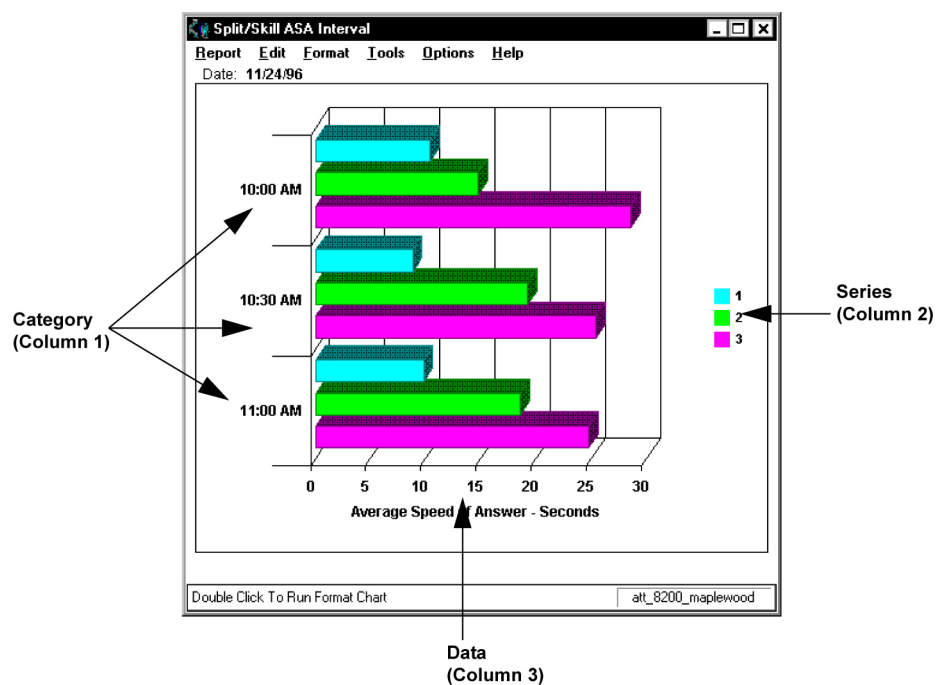 Split/Skill ASA Interval
Report Edit Format Tools Options Help
Date: 11/24/96
10:00 AM
10:30 AM
11:00 AM
Category
(Column 1)
1
2
3
Series
(Column 2)
0 5 10 15 20 25 30
Average Speed of Answer - Seconds
Double Click To Run Format Chart
att_8200_maplewood
Data
(Column 3)